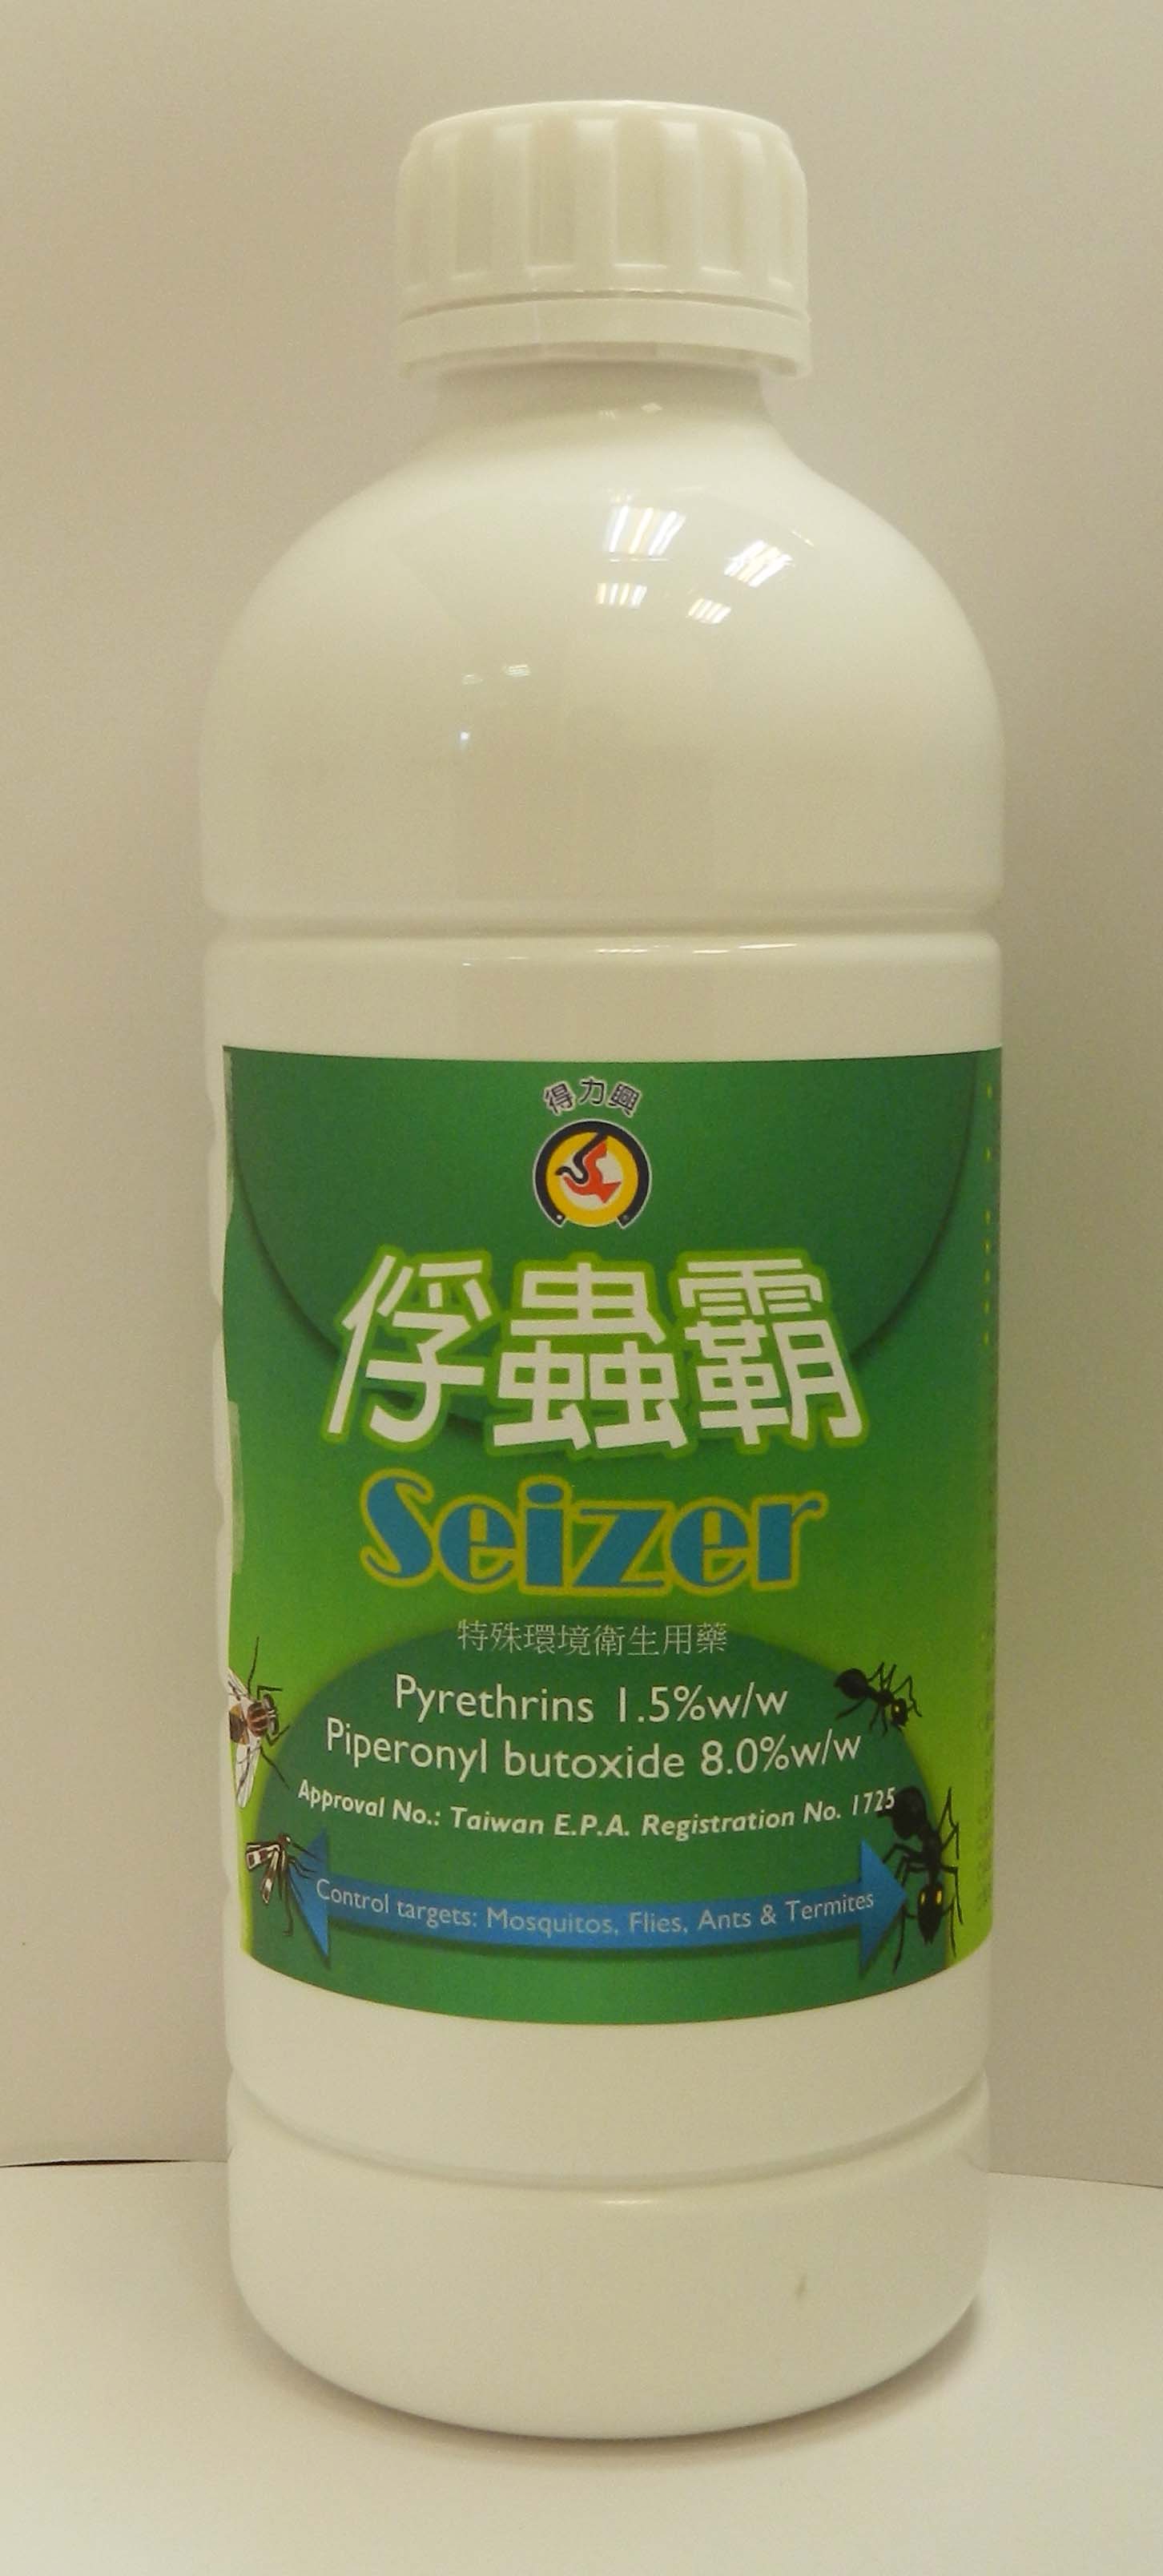 得力興
俘蟲霸
Seizer
特殊環境衛生用藥
Pyrethrins 1.5%w/w
Piperonyl butoxide 8.0%w/w
Approval No.: Taiwan E.P.A. Registration No. 1725
Control targets: Mosquitos, Flies, Ants & Termites